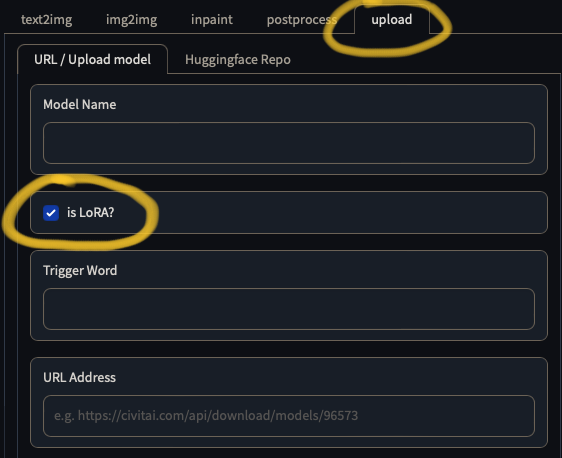 text2img img2img inpaint postprocess upload
URL / Upload model Huggingface Repo
Model Name
is LoRA?
Trigger Word
URL Address
e.g. https://civitai.com/api/download/models/96573